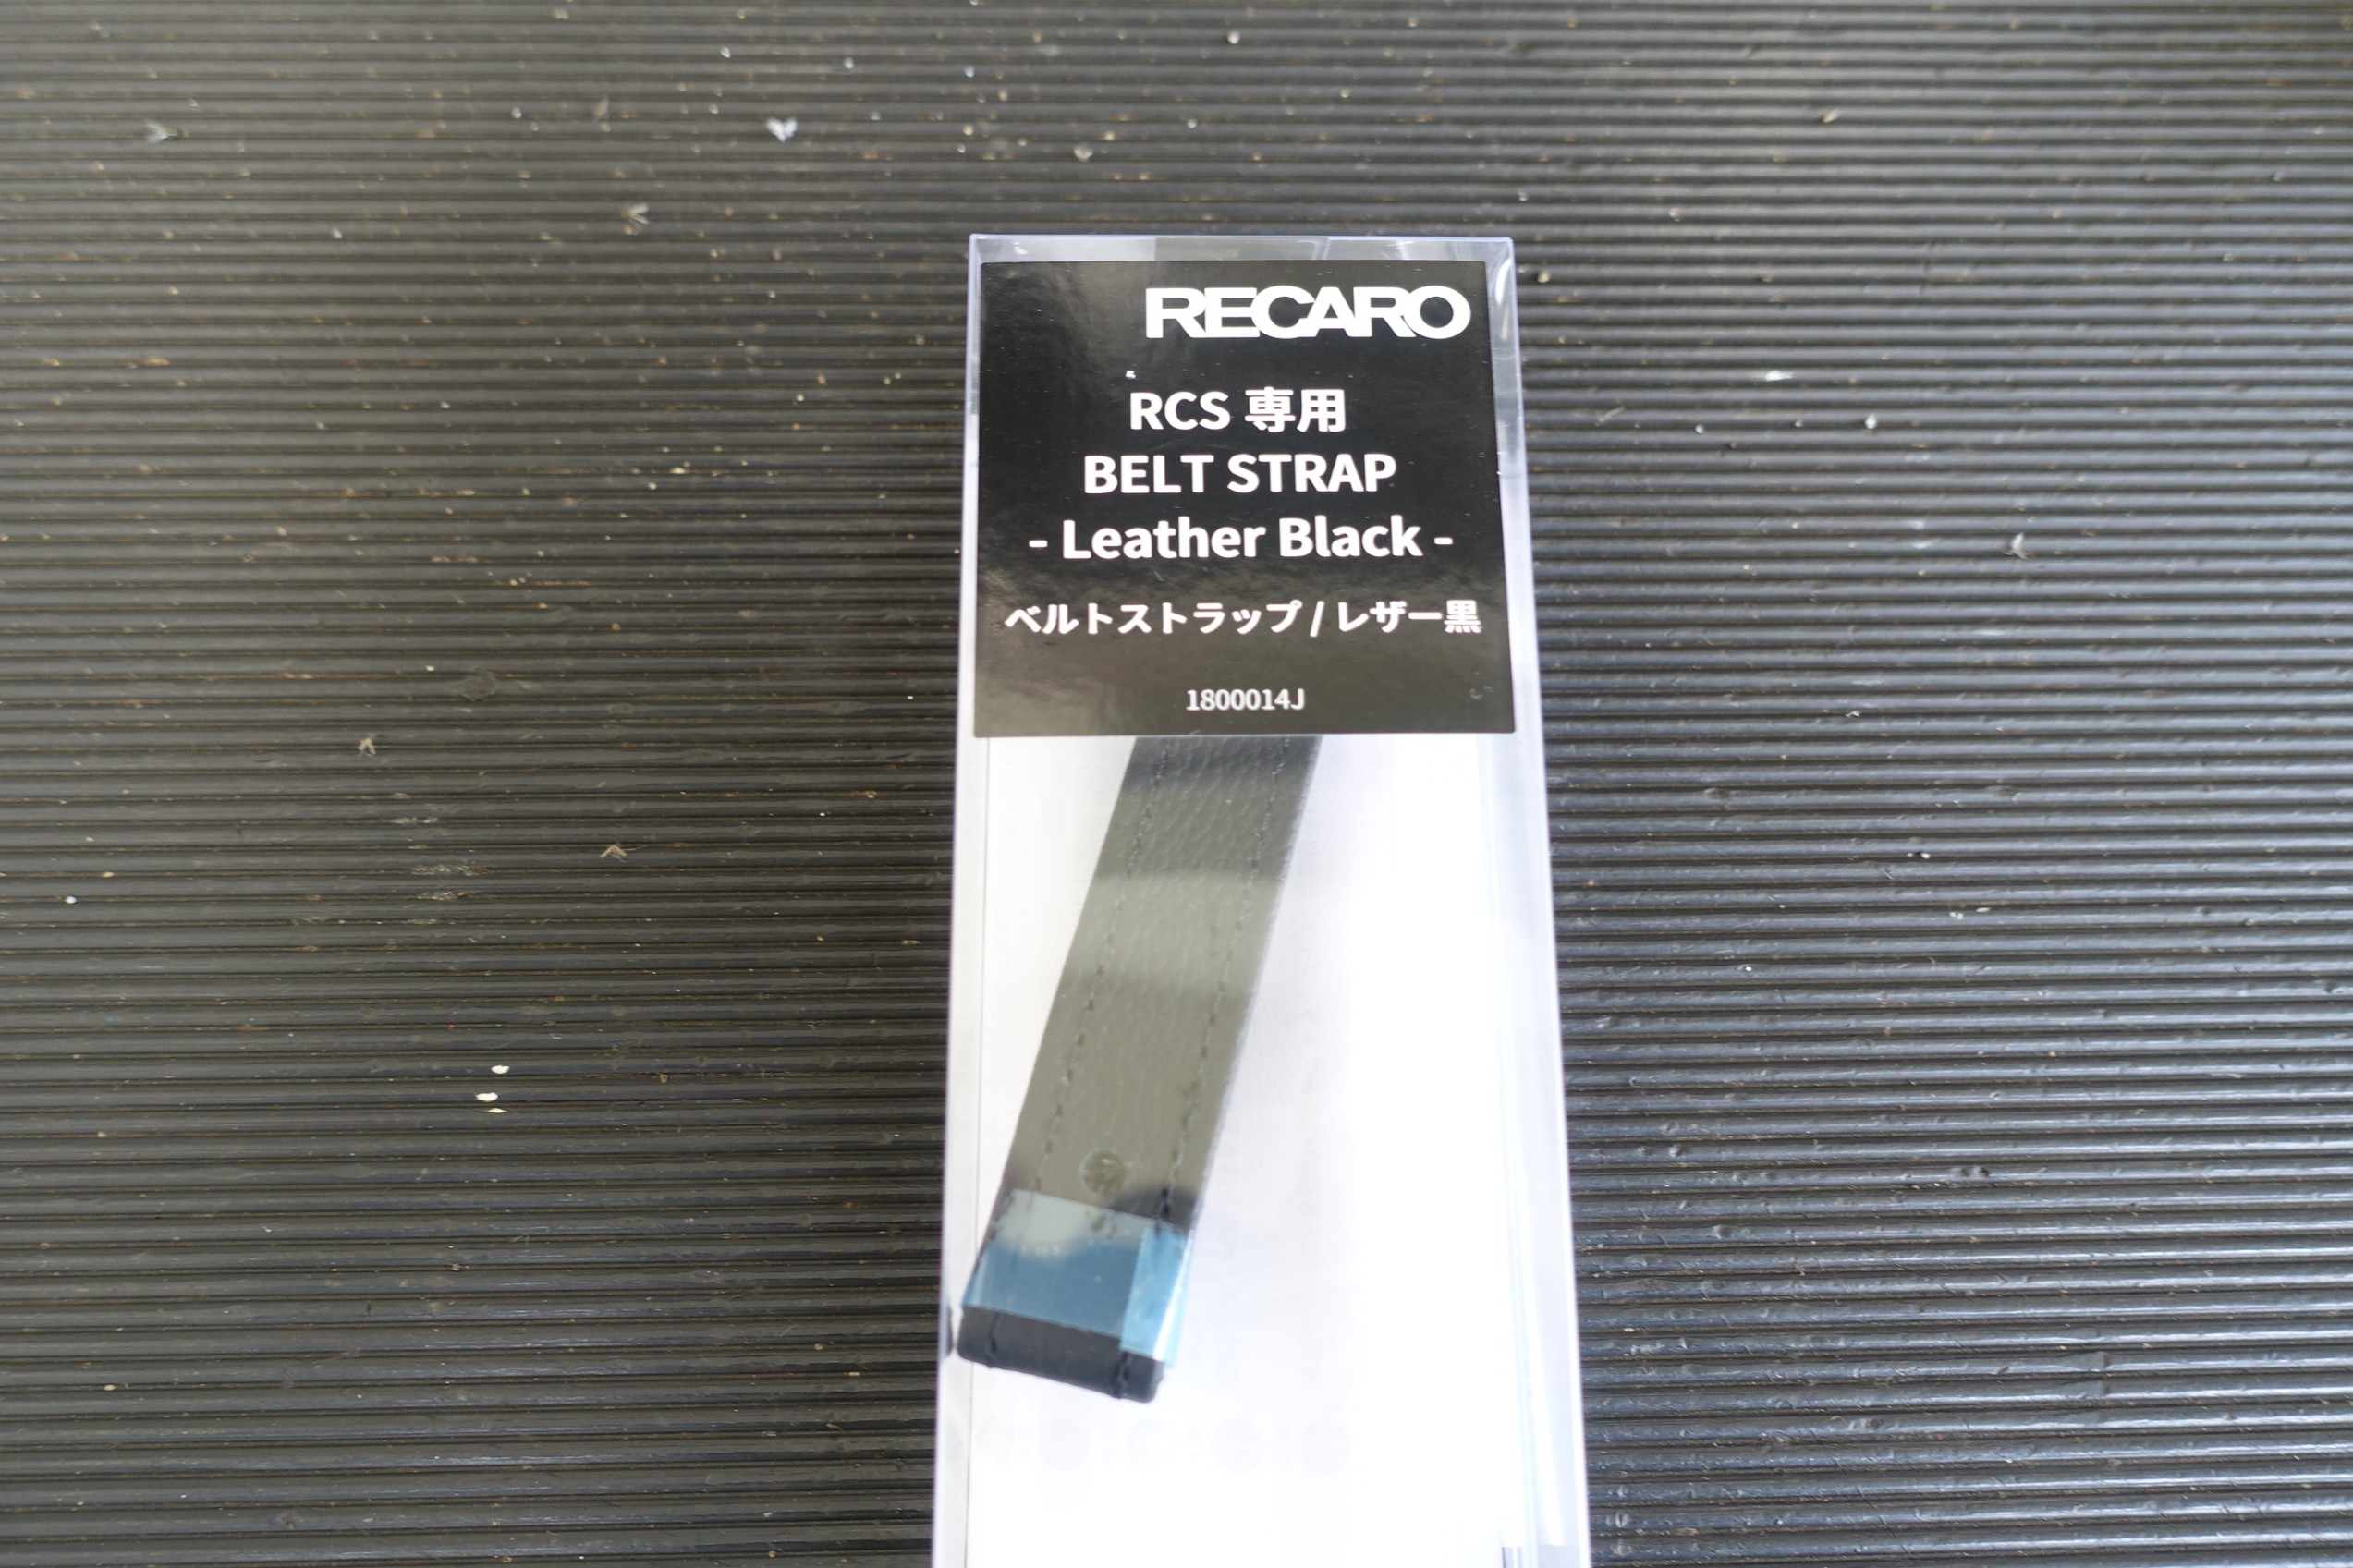 RECARO
RCS 専用
BELT STRAP
- Leather Black -
ベルトストラップ / レザー黒
1800014J